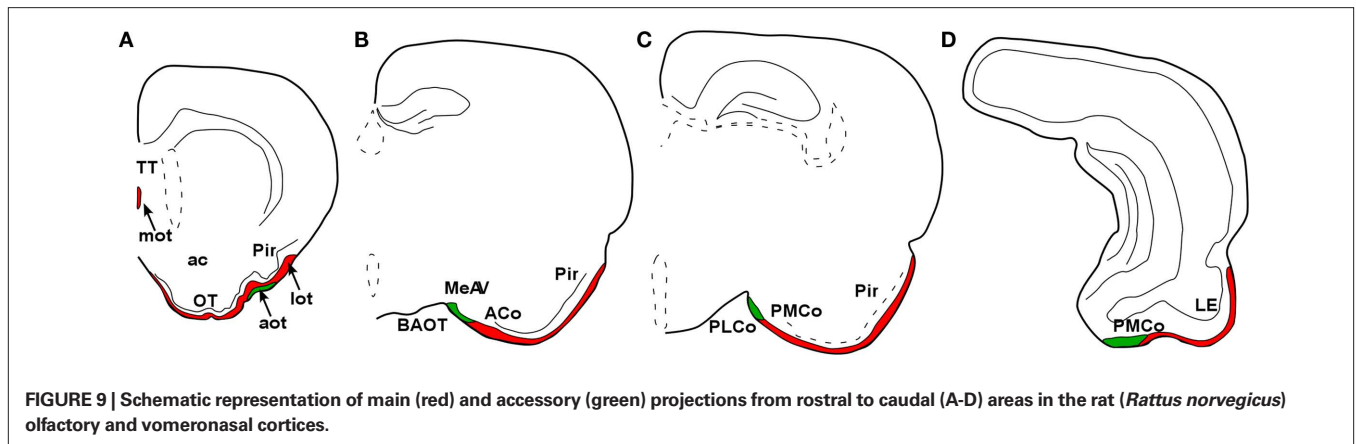 A
B
C
D
TT
mot
ac
Pir
OT
lot
aot
MeAV
BAOT
ACo
Pir
Pir
PMCo
PLCo
LE
PMCo
FIGURE 9 | Schematic representation of main (red) and accessory (green) projections from rostral to caudal (A-D) areas in the rat (Rattus norvegicus)
olfactory and vomeronasal cortices.